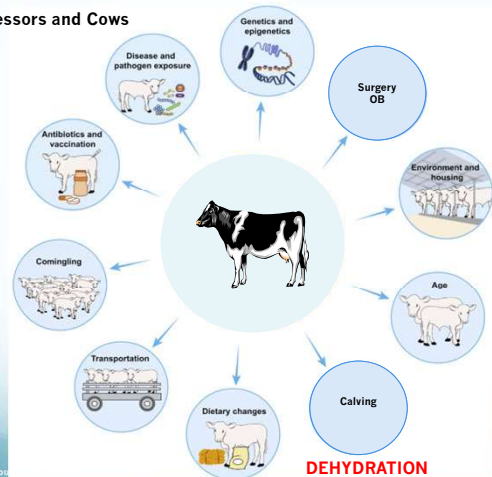 essors and Cows
Genetics and
epigenetics
Disease and
pathogen exposure
Surgery
OB
Antibiotics and
vaccination
Environment and
housing
Comingling
Age
Transportation
Calving
Dietary changes
DEHYDRATION